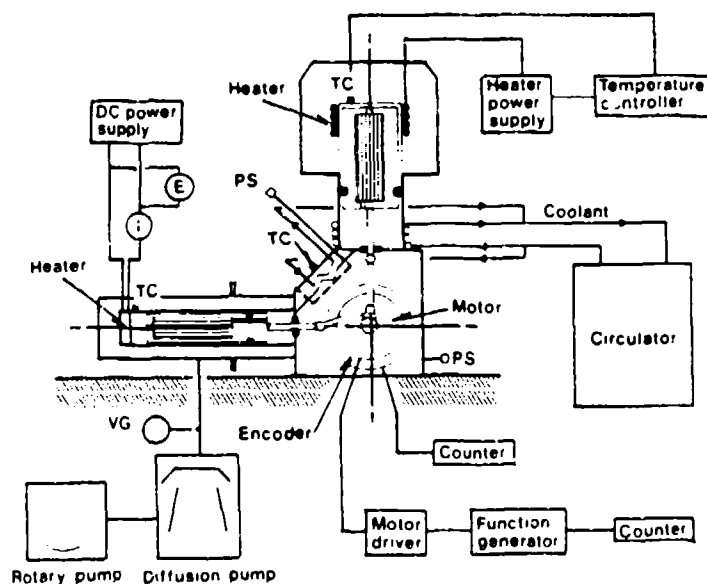 TC
Heater
Heater
power
supply
Temperature
controller
DC power
supply
E
i
PS
TC
Coolant
Heater
TC
Motor
Circulator
PS
VG
Encoder
Counter
Motor
driver
Function
generator
Counter
Rotary pump
Diffusion pump